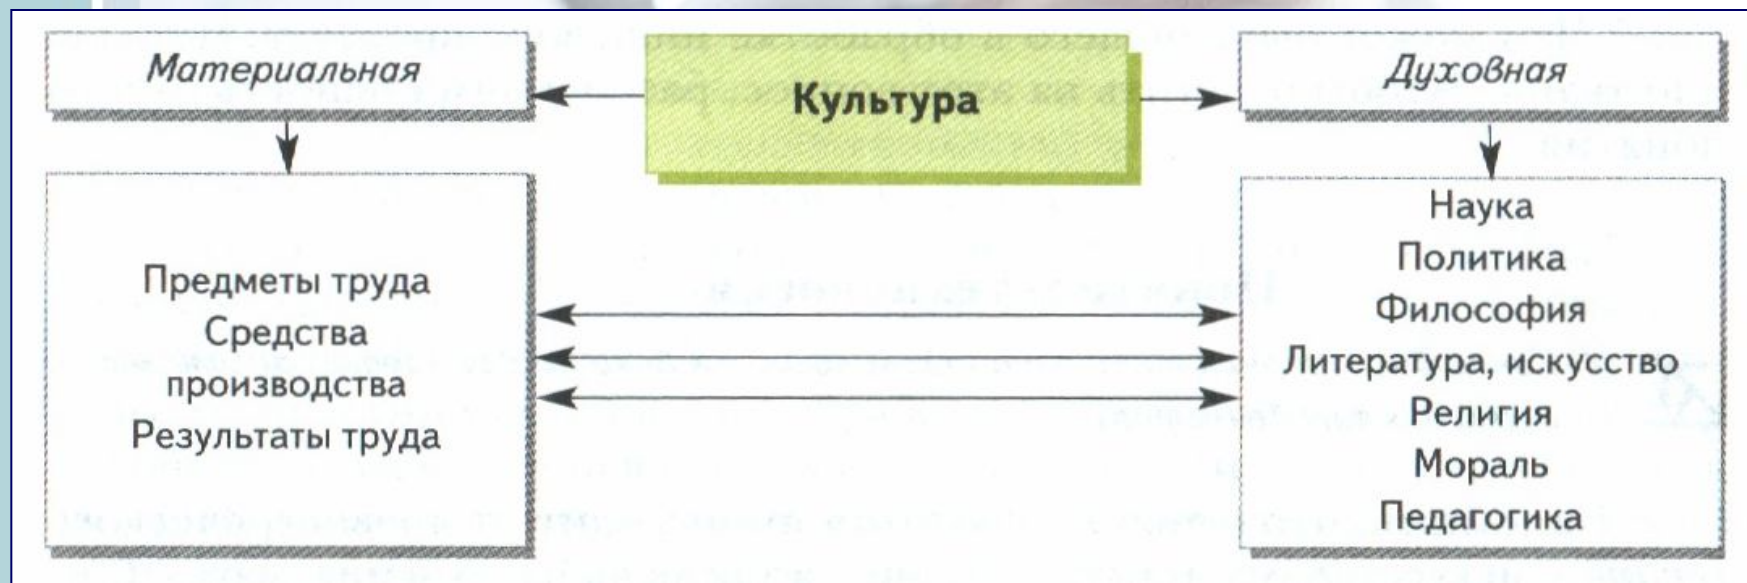 Материальная
Культура
Духовная
Предметы труда
Средства
производства
Результаты труда
Наука
Политика
Философия
Литература, искусство
Религия
Мораль
Педагогика